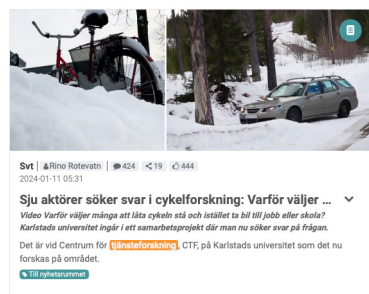 Svt | Rino Rotevatn | 424 19 444
2024-01-11 05:31
Sju aktörer söker svar i cykelforskning: Varför väljer ...
Video Varför väljer många att låta cykeln stå och istället ta bil till jobb eller skola?
Karlstads universitet ingår i ett samarbetsprojekt där man nu söker svar på frågan.
Det är vid Centrum för tjänsteforskning, CTF, på Karlstads universitet som det nu
forskas på området.
Till nyhetsrummet